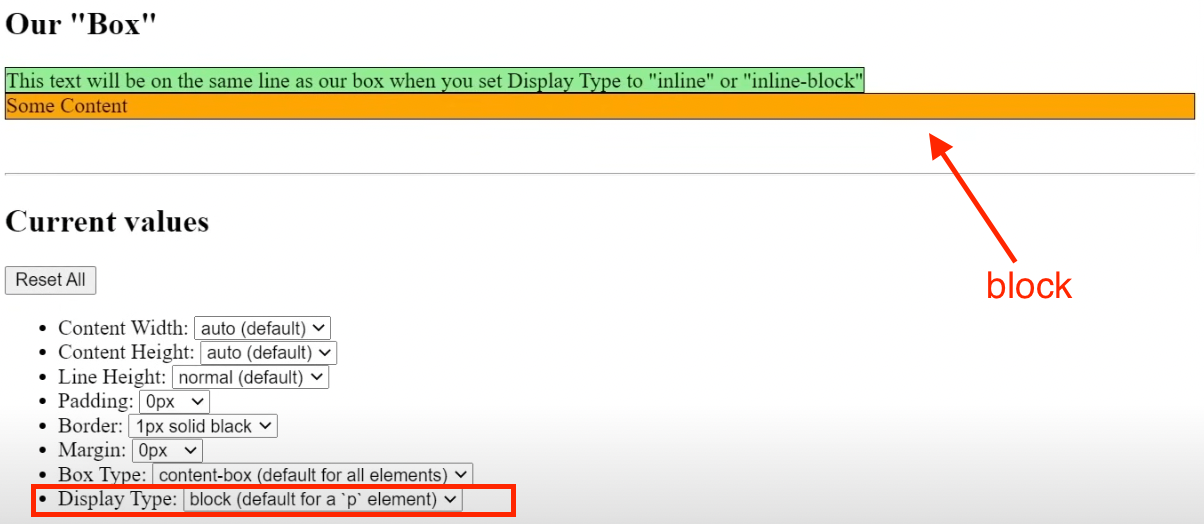 Our "Box"
This text will be on the same line as our box when you set Display Type to "inline" or "inline-block"
Some Content
Current values
block
Reset All
Content Width: auto (default)
Content Height: auto (default)
Line Height: normal (default)
Padding: 0px
Border: 1px solid black
Margin: 0px
Box Type: content-box (default for all elements)
Display Type: block (default for a `p` element)